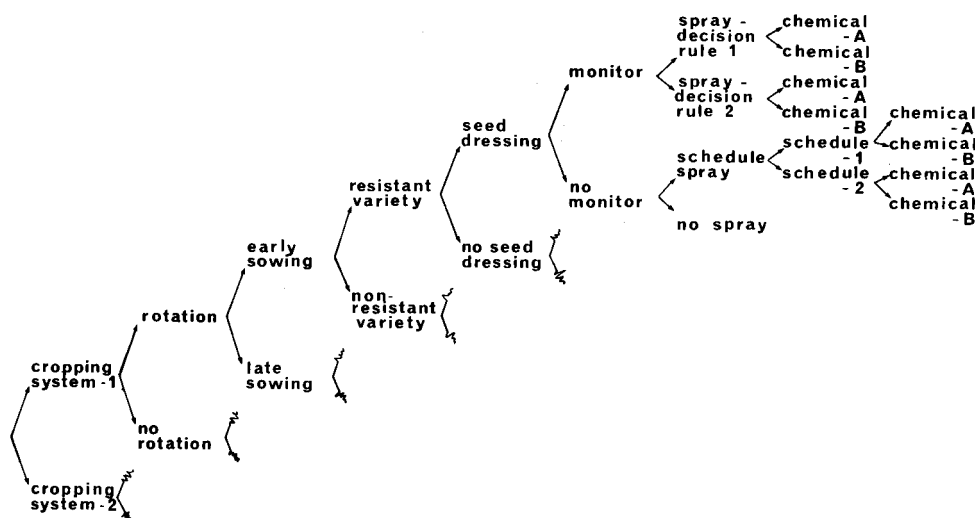 spray -
decision
rule 1
chemical
- A
chemical
- B
monitor
spray -
decision
rule 2
chemical
- A
chemical
- B
seed
dressing
schedule
spray
schedule
- 1
chemical
- A
chemical
- B
schedule
- 2
chemical
- A
chemical
- B
no
monitor
no spray
resistant
variety
no seed
dressing
early
sowing
non-
resistant
variety
rotation
late
sowing
cropping
system - 1
no
rotation
cropping
system - 2